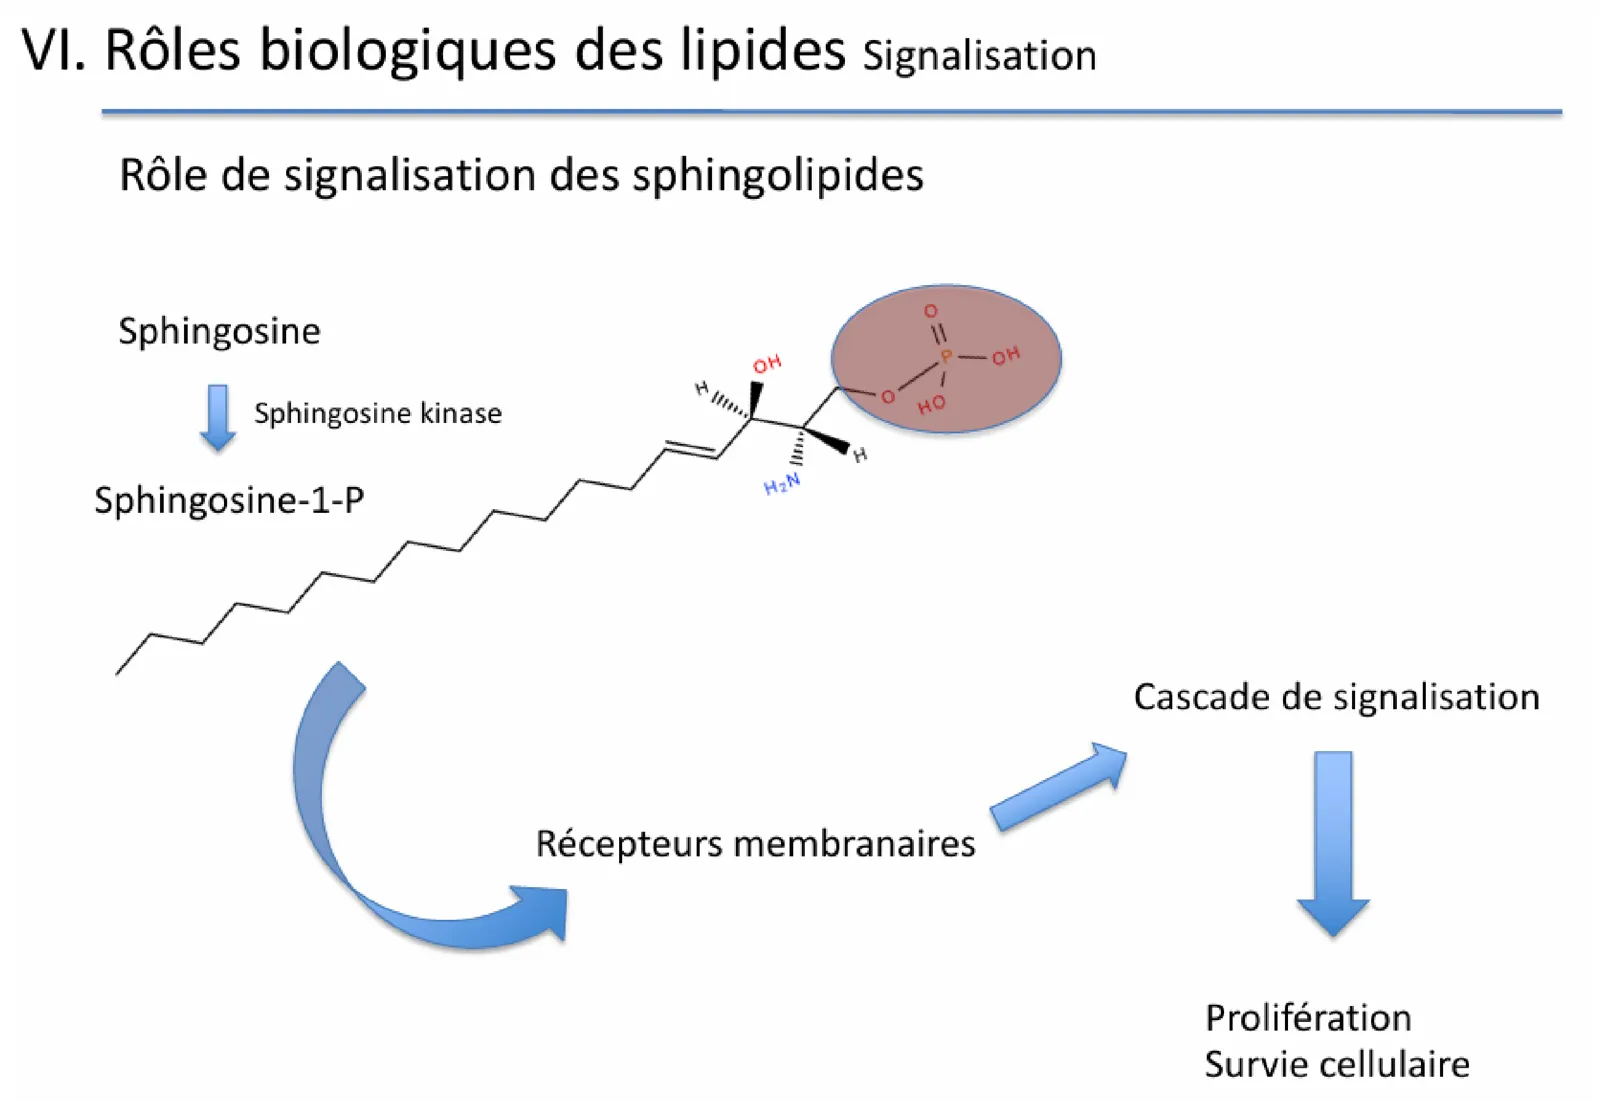 VI. Rôles biologiques des lipides Signalisation
Rôle de signalisation des sphingolipides
Sphingosine
Sphingosine kinase
Sphingosine-1-P
O
P
OH
O
HO
OH
H
H
H₂N
Cascade de signalisation
Récepteurs membranaires
Prolifération
Survie cellulaire